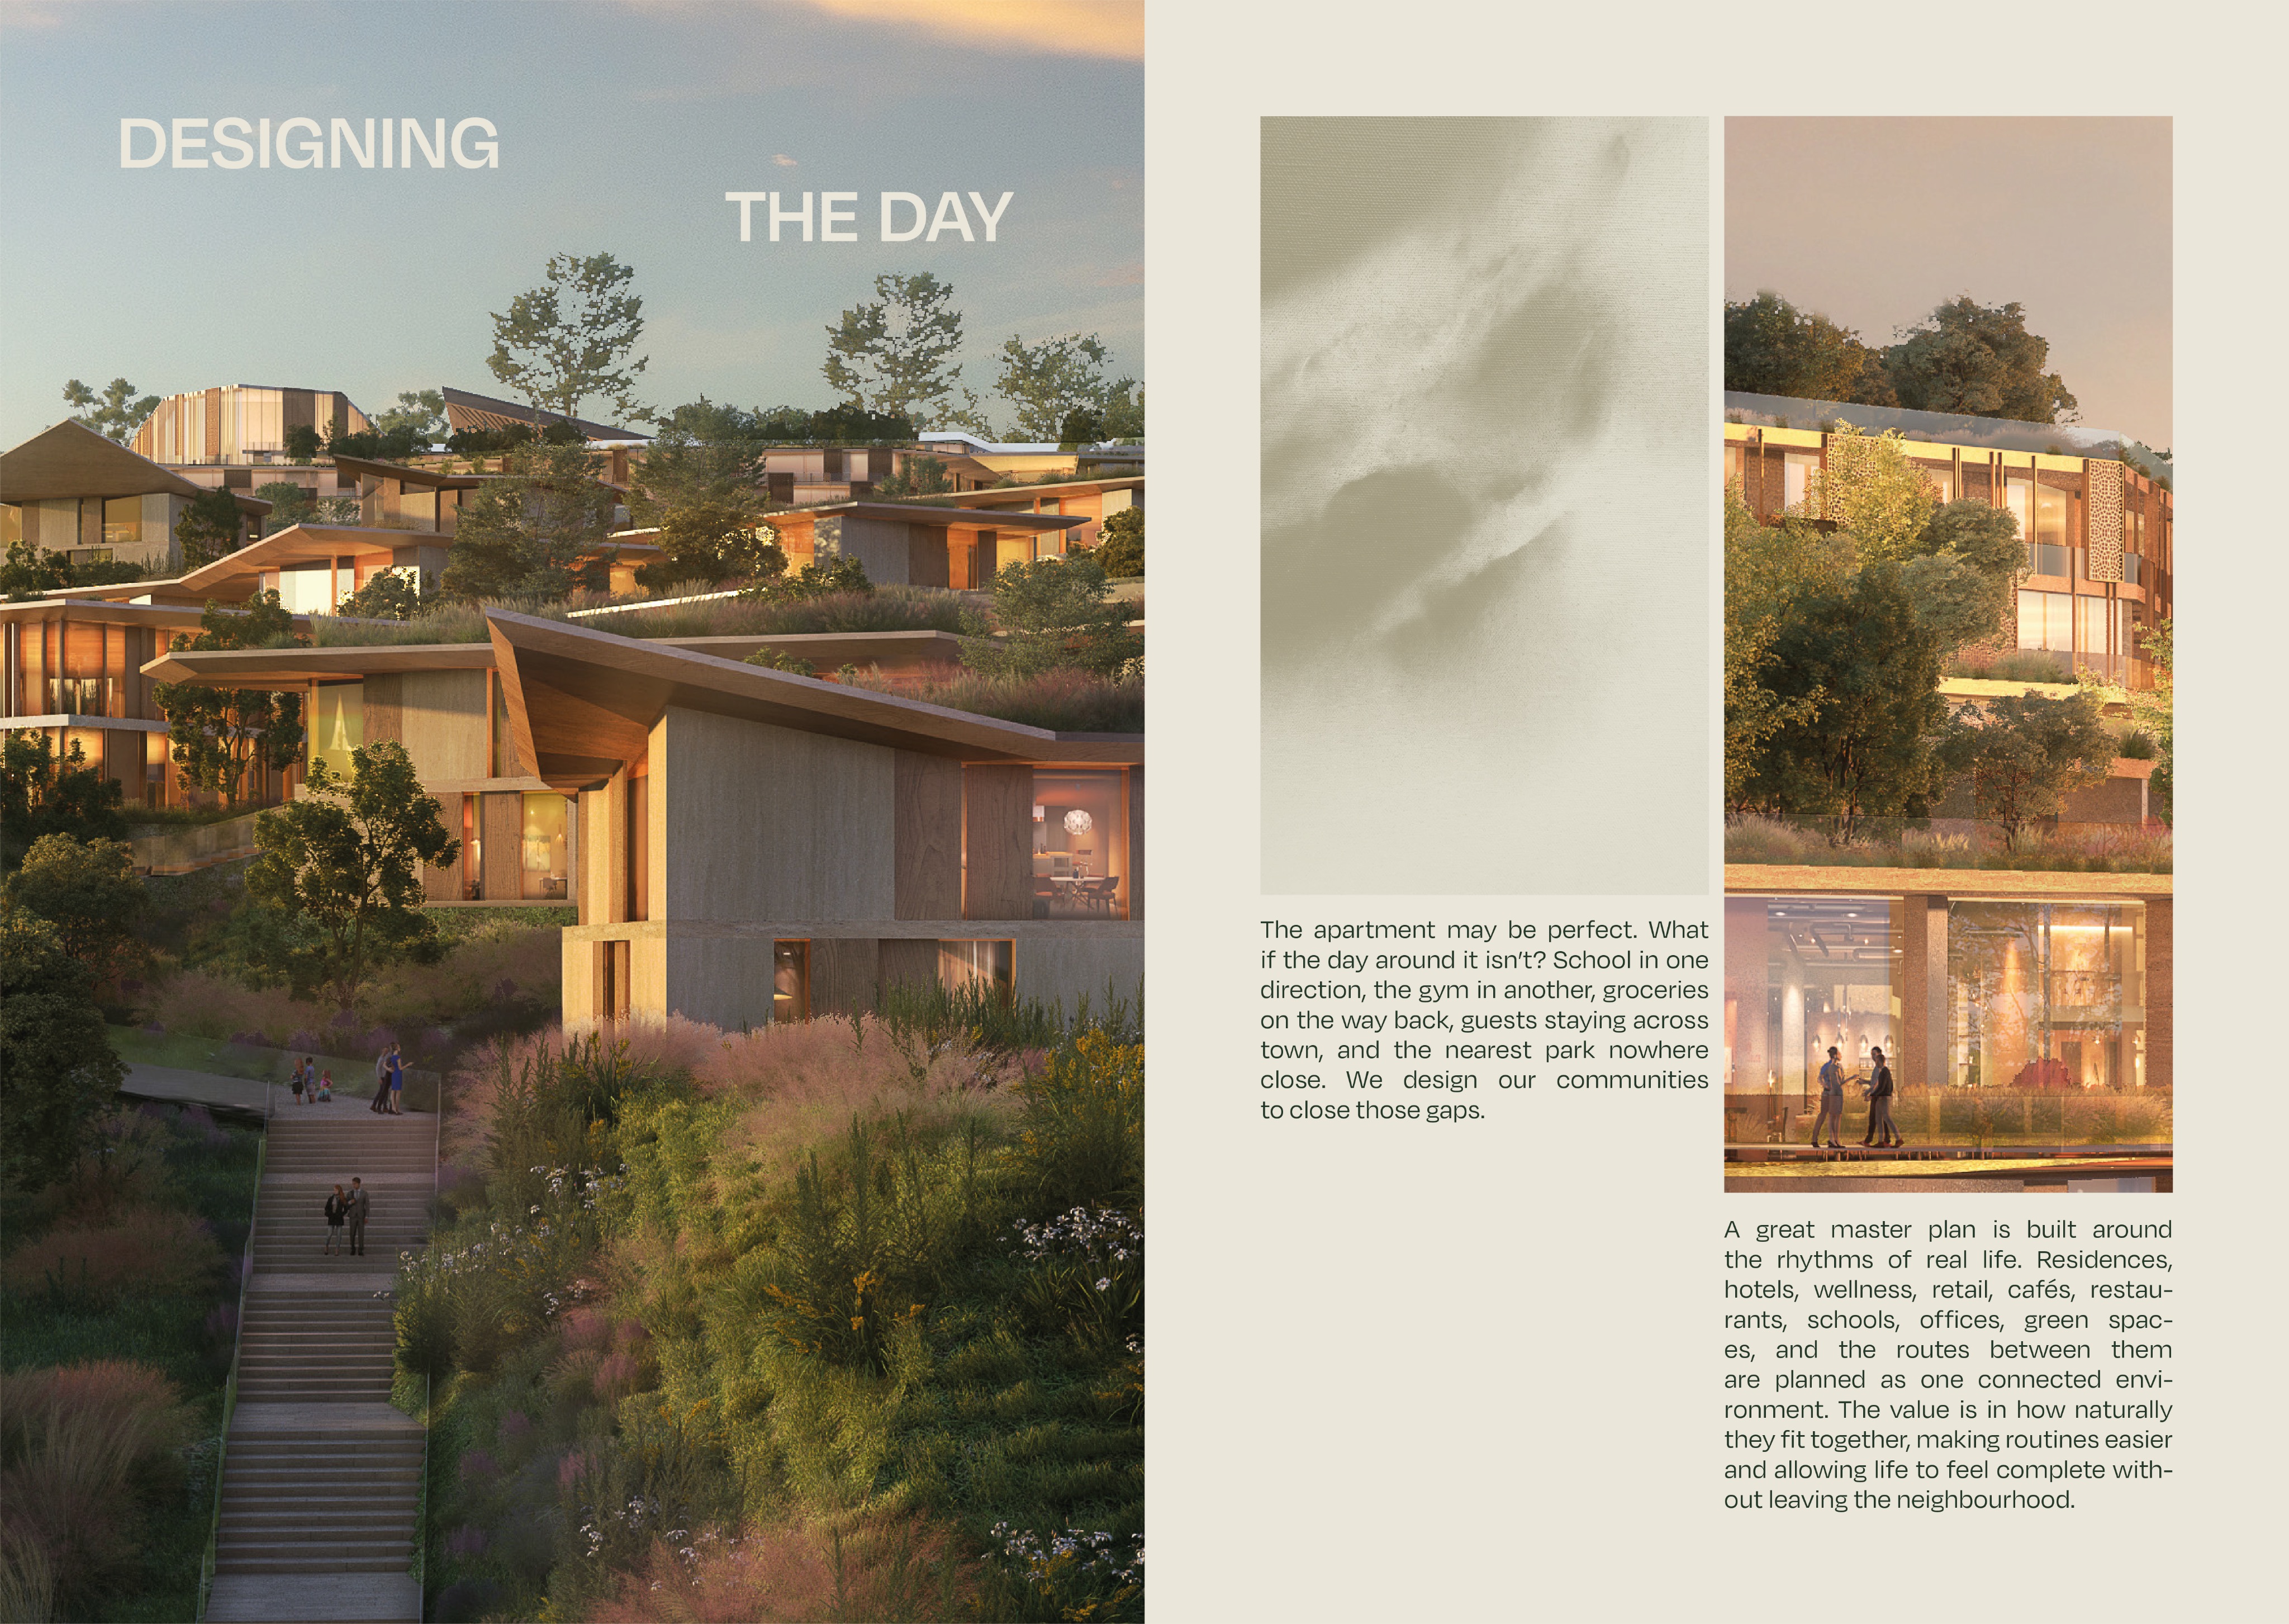 DESIGNING
THE DAY
The apartment may be perfect. What
if the day around it isn’t? School in one
direction, the gym in another, groceries
on the way back, guests staying across
town, and the nearest park nowhere
close. We design our communities
to close those gaps.
A great master plan is built around
the rhythms of real life. Residences,
hotels, wellness, retail, cafés, restau-
rants, schools, offices, green spac-
es, and the routes between them
are planned as one connected envi-
ronment. The value is in how naturally
they fit together, making routines easier
and allowing life to feel complete with-
out leaving the neighbourhood.